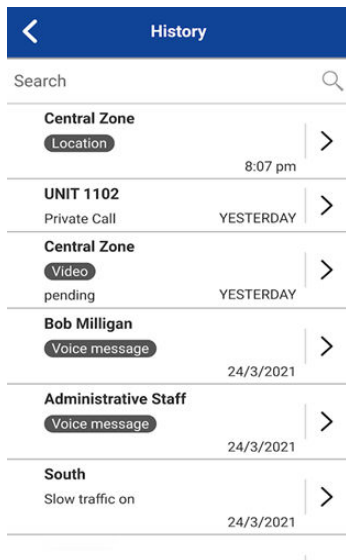 History
Search
Central Zone
Location
8:07 pm
UNIT 1102
Private Call YESTERDAY
Central Zone
Video
pending YESTERDAY
Bob Milligan
Voice message
24/3/2021
Administrative Staff
Voice message
24/3/2021
South
Slow traffic on
24/3/2021